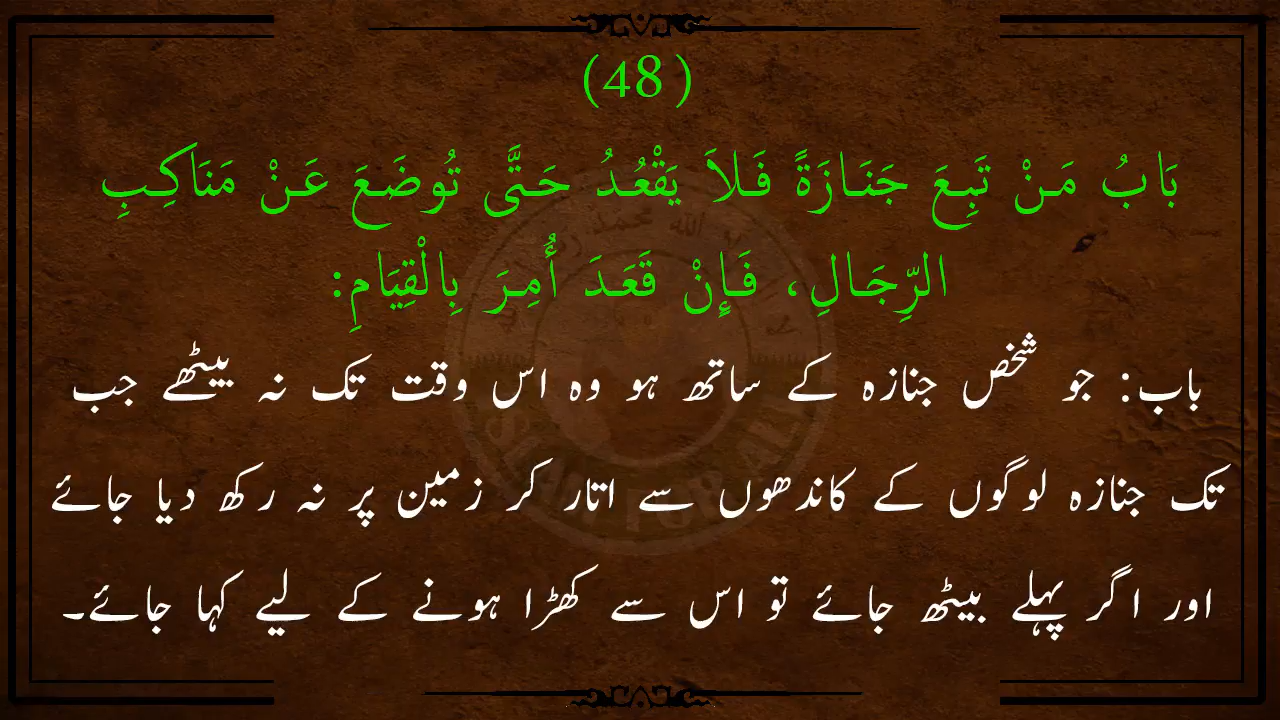 (48)
بَابُ مَنْ تَبِعَ جَنَازَةً فَلاَ يَقْعُدُ حَتَّى تُوضَعَ عَنْ مَنَاكِبِ
الرِّجَالِ، فَإِنْ قَعَدَ أُمِرَ بِالْقِيَامِ:
باب: جو شخص جنازہ کے ساتھ ہو وہ اس وقت تک نہ بیٹھے جب
تک جنازہ لوگوں کے کاندھوں سے اتار کر زمین پر نہ رکھ دیا جائے
اور اگر پہلے بیٹھ جائے تو اس سے کھڑا ہونے کے لیے کہا جائے۔